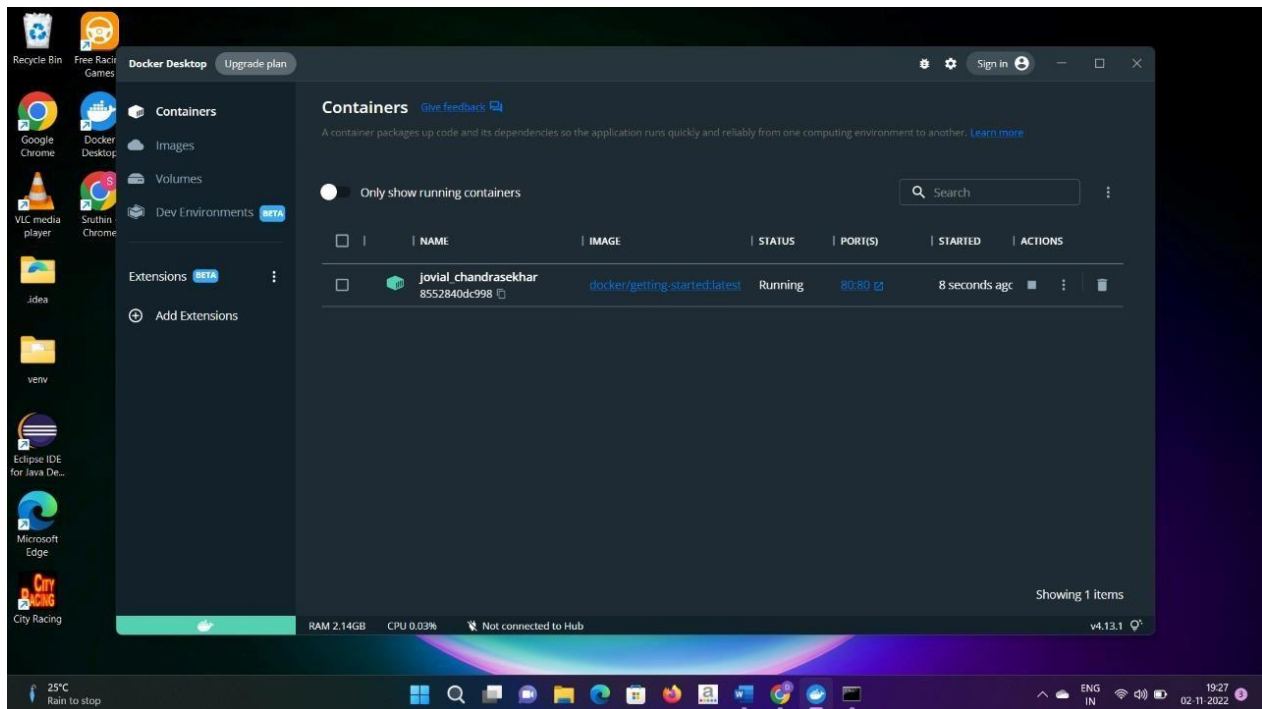 Recycle Bin
Free Racin
Games
Google
Chrome
Docker
Desktop
VLC media
player
Sruthin -
Chrome
.idea
venv
Eclipse IDE
for Java De...
Microsoft
Edge
CITY
RACING
City Racing
Docker Desktop Upgrade plan Sign in
Containers
Images
Volumes
Dev Environments BETA
Extensions BETA
Add Extensions
Containers Give feedback
A container packages up code and its dependencies so the application runs quickly and reliably from one computing environment to another. Learn more
Only show running containers Search
NAME IMAGE STATUS PORT(S) STARTED ACTIONS
jovial_chandrasekhar docker/getting-started:latest Running 80:80 8 seconds agc
8552840dc998
Showing 1 items
RAM 2.14GB CPU 0.03% Not connected to Hub v4.13.1
25°C
Rain to stop
ENG
IN
19:27
02-11-2022
3